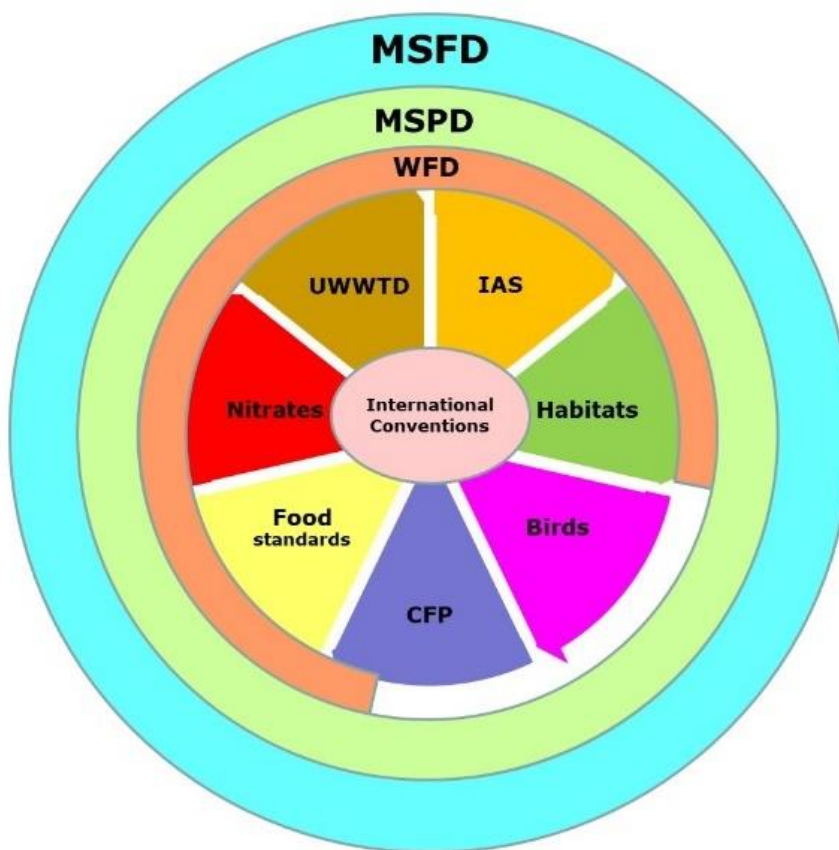 MSFD
MSPD
WFD
UWWTD
IAS
Nitrates
International
Conventions
Habitats
Food
standards
Birds
CFP